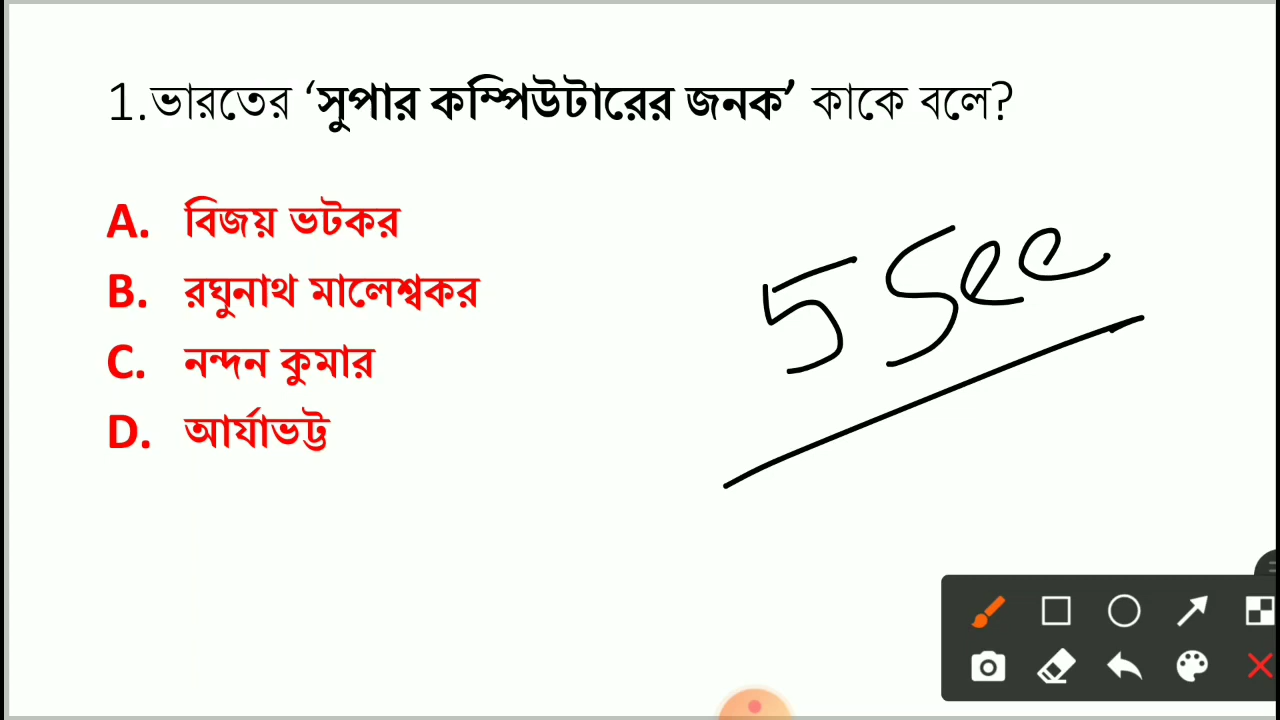 1.ভারতের ‘সুপার কম্পিউটারের জনক’ কাকে বলে?
A. বিজয় ভটকর
B. রঘুনাথ মালেশ্বকর
C. নন্দন কুমার
D. আর্যাভট্ট
5 Sec